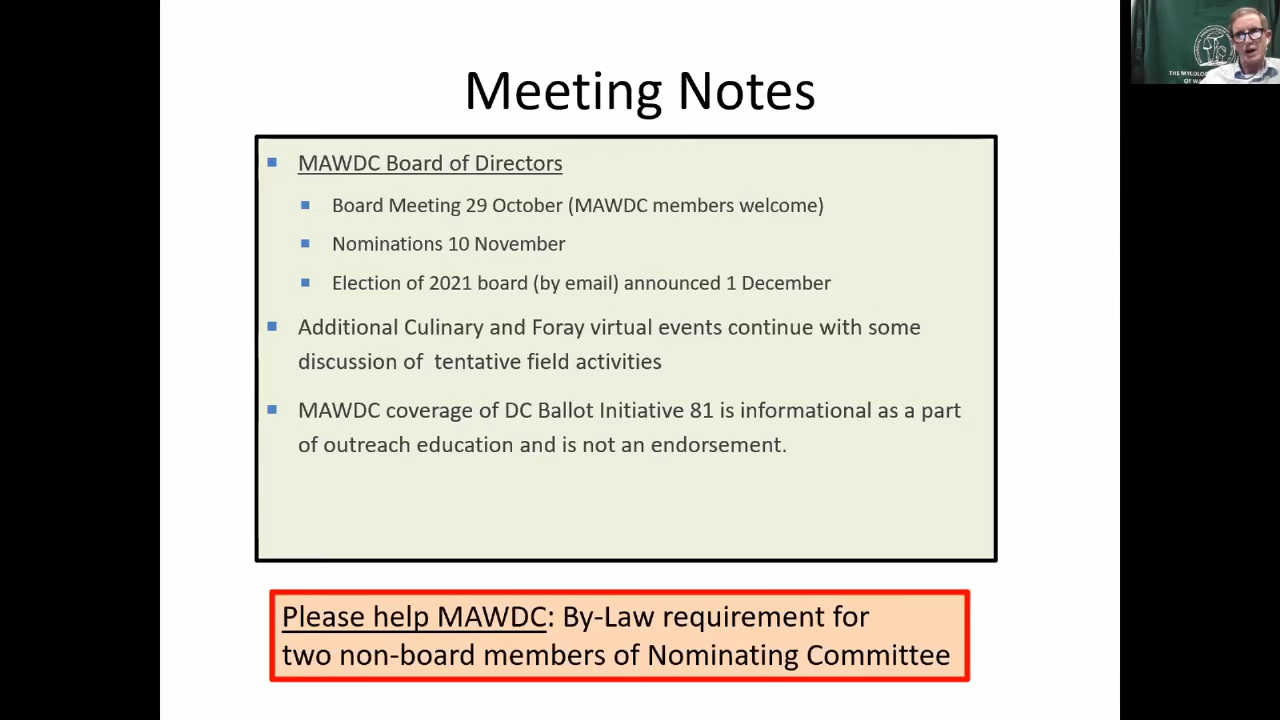 Meeting Notes
MAWDC Board of Directors
Board Meeting 29 October (MAWDC members welcome)
Nominations 10 November
Election of 2021 board (by email) announced 1 December
Additional Culinary and Foray virtual events continue with some
discussion of tentative field activities
MAWDC coverage of DC Ballot Initiative 81 is informational as a part
of outreach education and is not an endorsement.
Please help MAWDC: By-Law requirement for
two non-board members of Nominating Committee
THE
OF